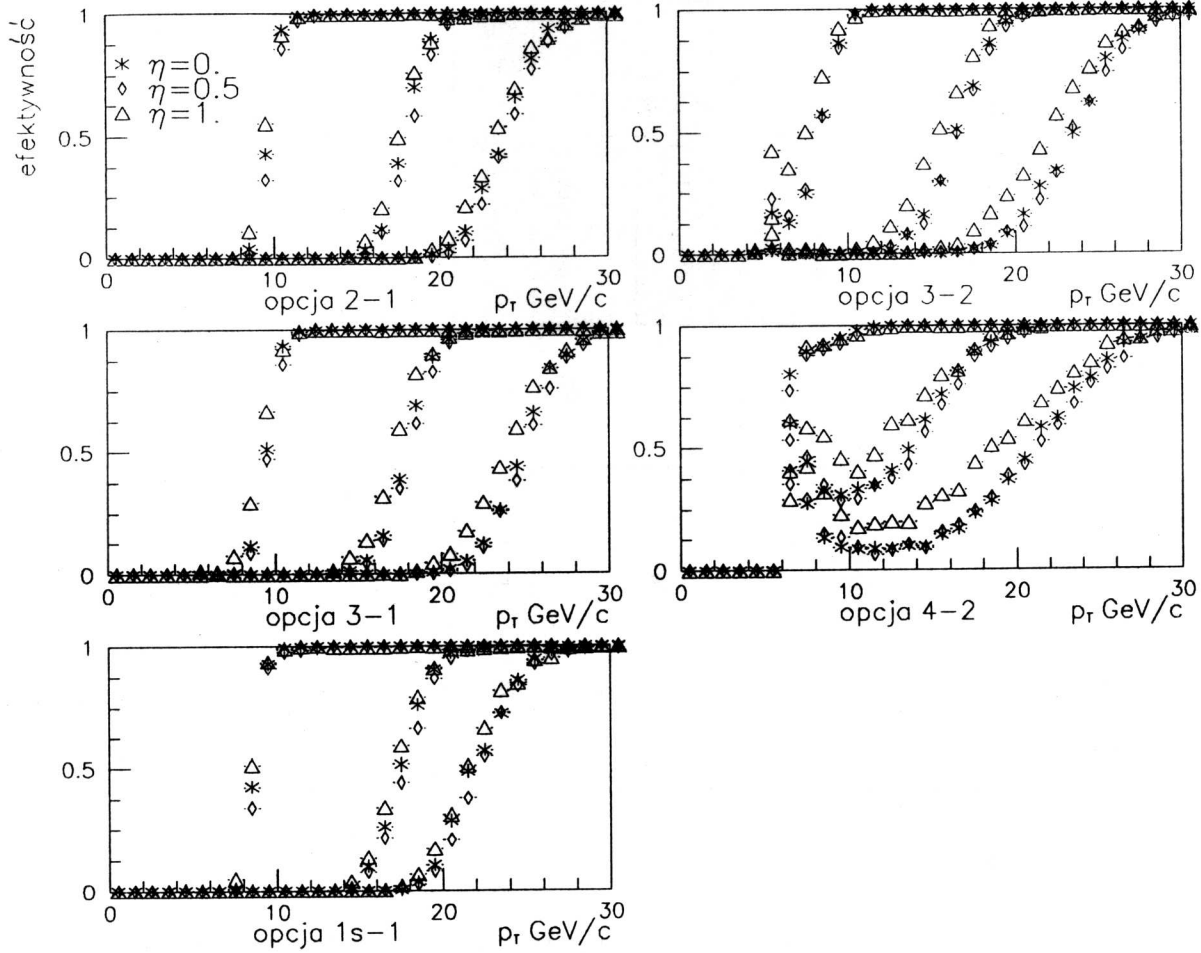 efektywność
* η=0.
◇ η=0.5
△ η=1.
1
0.5
0
0 10 20 30
opcja 2-1 p_T GeV/c
1
0.5
0
0 10 20 30
opcja 3-2 p_T GeV/c
1
0.5
0
0 10 20 30
opcja 3-1 p_T GeV/c
1
0.5
0
0 10 20 30
opcja 4-2 p_T GeV/c
1
0.5
0
0 10 20 30
opcja 1s-1 p_T GeV/c